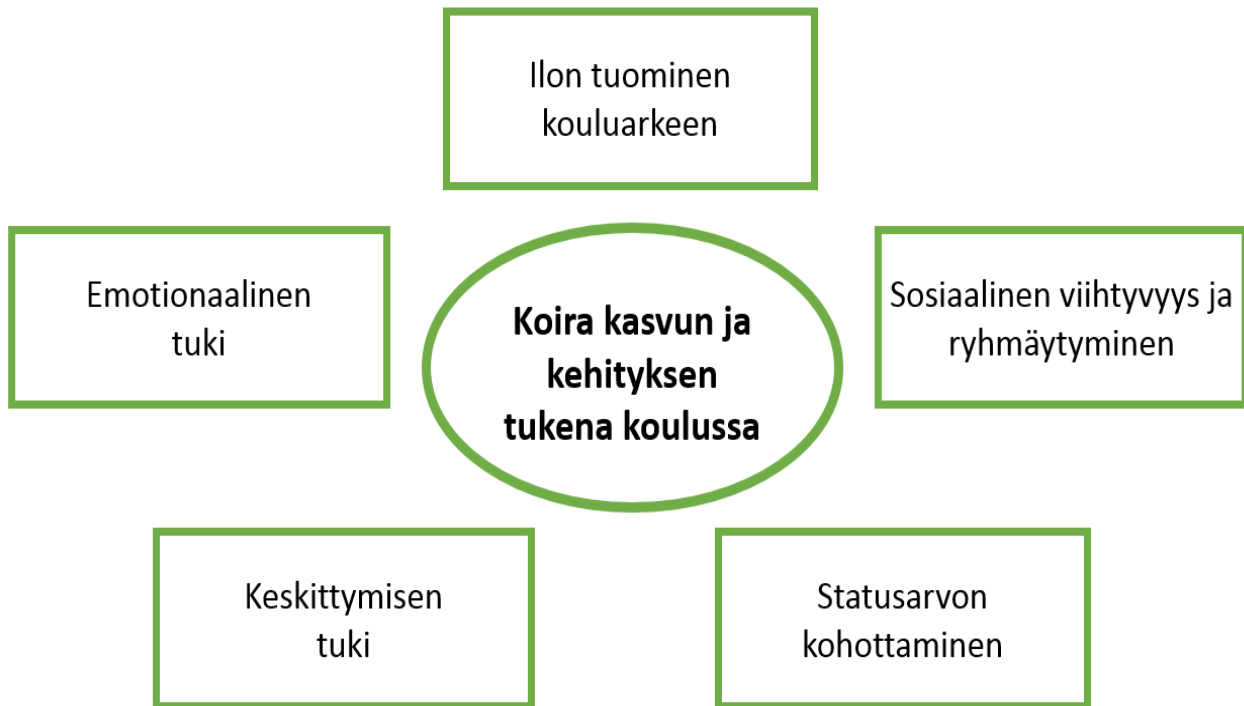 Ilon tuominen
kouluarkeen
Emotionaalinen
tuki
Koira kasvun ja
kehityksen
tukena koulussa
Sosiaalinen viihtyvyys ja
ryhmäytyminen
Keskittymisen
tuki
Statusarvon
kohottaminen